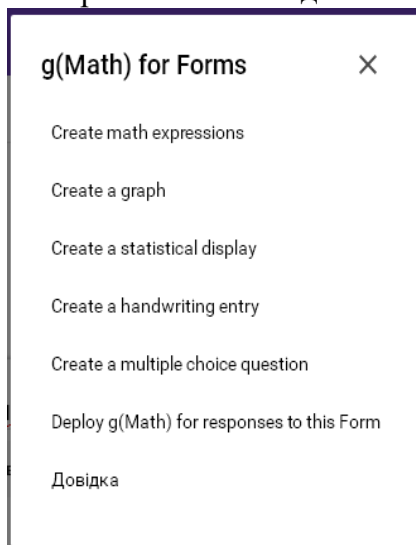 g(Math) for Forms
Create math expressions
Create a graph
Create a statistical display
Create a handwriting entry
Create a multiple choice question
Deploy g(Math) for responses to this Form
Довідка